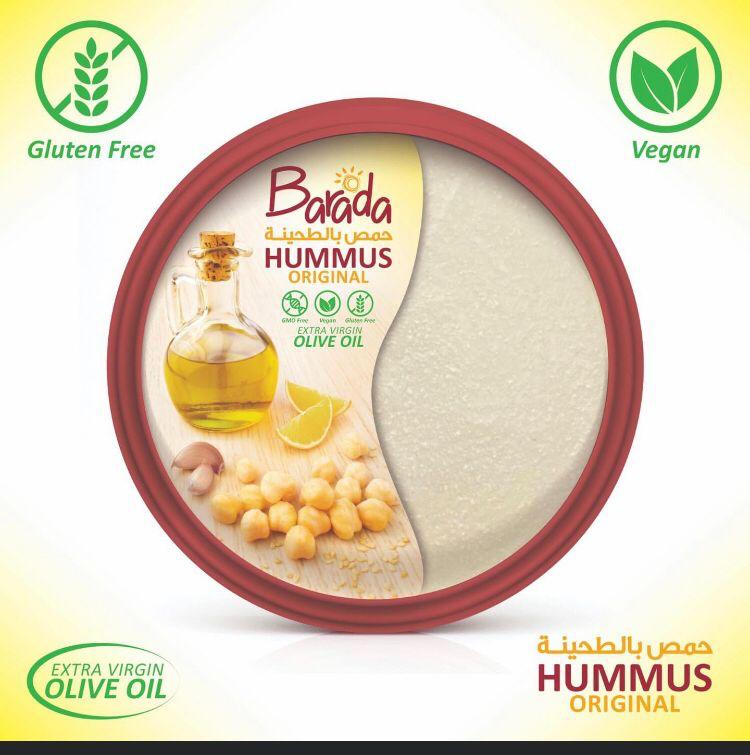 Gluten Free
Vegan
Barada
حمص بالطحينة
HUMMUS
ORIGINAL
GMO Free Vegan Gluten Free
EXTRA VIRGIN
OLIVE OIL
EXTRA VIRGIN
OLIVE OIL
حمص بالطحينة
HUMMUS
ORIGINAL